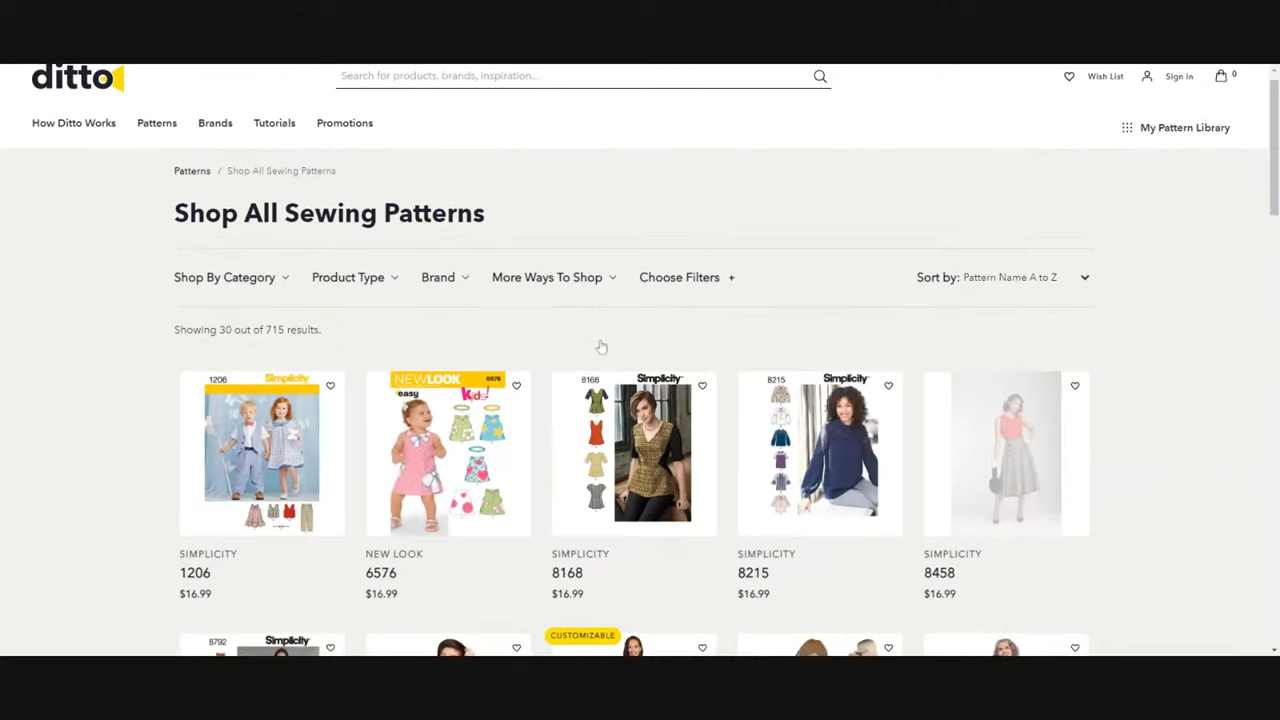 ditto
Search for products, brands, inspiration...
Wish List
Sign in
0
How Ditto Works
Patterns
Brands
Tutorials
Promotions
My Pattern Library
Patterns / Shop All Sewing Patterns
Shop All Sewing Patterns
Shop By Category
Product Type
Brand
More Ways To Shop
Choose Filters +
Sort by: Pattern Name A to Z
Showing 30 out of 715 results.
1206 Simplicity
NEW LOOK 6576
easy kids!
8168 Simplicity
8215 Simplicity
SIMPLICITY
1206
$16.99
NEW LOOK
6576
$16.99
SIMPLICITY
8168
$16.99
SIMPLICITY
8215
$16.99
SIMPLICITY
8458
$16.99
8792 Simplicity
CUSTOMIZABLE